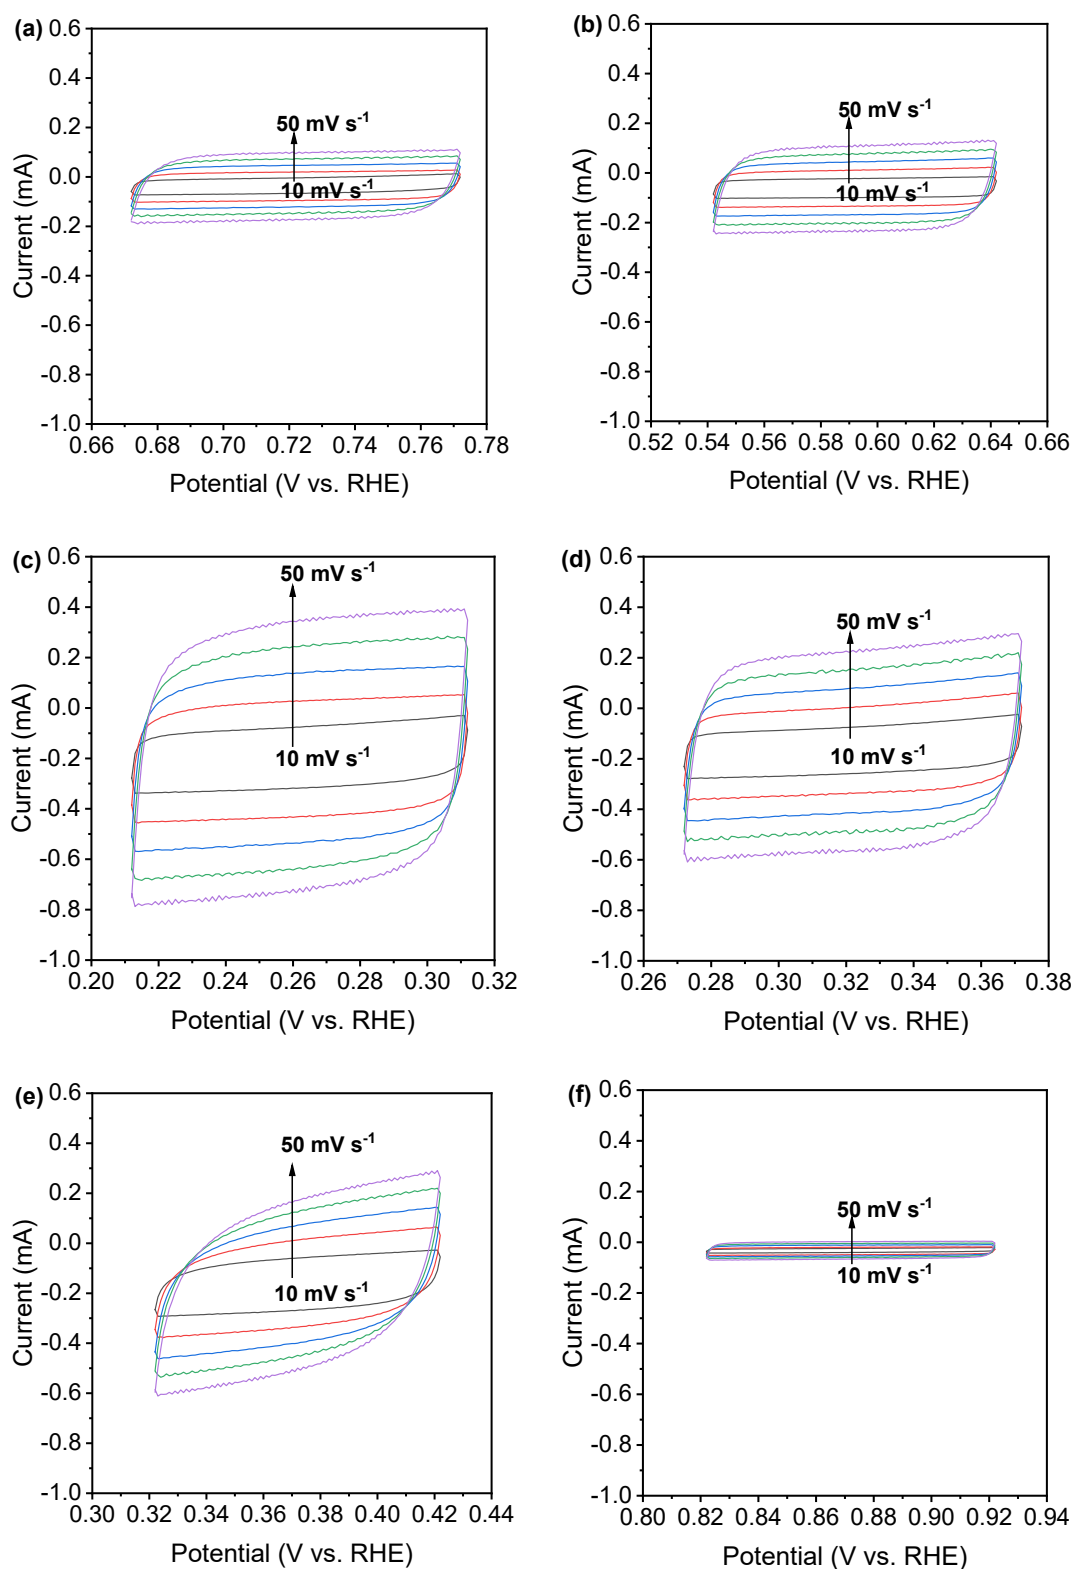 (a)
0.6
0.4
0.2
0.0
-0.2
-0.4
-0.6
-0.8
-1.0
Current (mA)
50 mV s⁻¹
10 mV s⁻¹
0.66 0.68 0.70 0.72 0.74 0.76 0.78
Potential (V vs. RHE)
(b)
0.6
0.4
0.2
0.0
-0.2
-0.4
-0.6
-0.8
-1.0
Current (mA)
50 mV s⁻¹
10 mV s⁻¹
0.52 0.54 0.56 0.58 0.60 0.62 0.64 0.66
Potential (V vs. RHE)
(c)
0.6
0.4
0.2
0.0
-0.2
-0.4
-0.6
-0.8
-1.0
Current (mA)
50 mV s⁻¹
10 mV s⁻¹
0.20 0.22 0.24 0.26 0.28 0.30 0.32
Potential (V vs. RHE)
(d)
0.6
0.4
0.2
0.0
-0.2
-0.4
-0.6
-0.8
-1.0
Current (mA)
50 mV s⁻¹
10 mV s⁻¹
0.26 0.28 0.30 0.32 0.34 0.36 0.38
Potential (V vs. RHE)
(e)
0.6
0.4
0.2
0.0
-0.2
-0.4
-0.6
-0.8
-1.0
Current (mA)
50 mV s⁻¹
10 mV s⁻¹
0.30 0.32 0.34 0.36 0.38 0.40 0.42 0.44
Potential (V vs. RHE)
(f)
0.6
0.4
0.2
0.0
-0.2
-0.4
-0.6
-0.8
-1.0
Current (mA)
50 mV s⁻¹
10 mV s⁻¹
0.80 0.82 0.84 0.86 0.88 0.90 0.92 0.94
Potential (V vs. RHE)